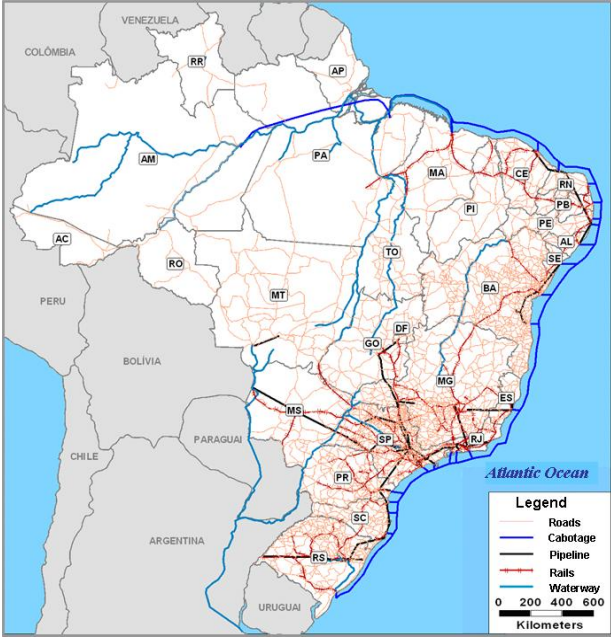 VENEZUELA
COLÓMBIA
RR
AP
AM
PA
MA
CE
RN
PB
PI
PE
AL
SE
AC
RO
TO
BA
MT
PERU
DF
GO
BOLÍVIA
MG
ES
MS
SP
RJ
PARAGUAI
CHILE
PR
Atlantic Ocean
SC
ARGENTINA
RS
URUGUAI
Legend
Roads
Cabotage
Pipeline
Rails
Waterway
0 200 400 600
Kilometers